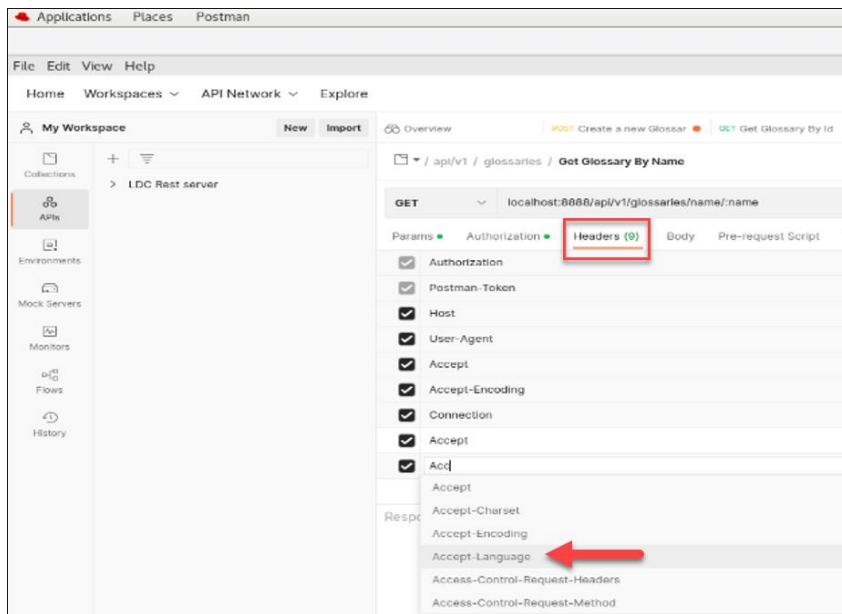 Applications Places Postman
File Edit View Help
Home Workspaces API Network Explore
My Workspace New Import
Overview POST Create a new Glossar GET Get Glossary By Id
Collections
APIs
Environments
Mock Servers
Monitors
Flows
History
LDC Rest server
/ api/v1 / glossaries / Get Glossary By Name
GET localhost:8888/api/v1/glossaries/name/:name
Params Authorization Headers (9) Body Pre-request Script
Authorization
Postman-Token
Host
User-Agent
Accept
Accept-Encoding
Connection
Accept
Acc
Accept
Accept-Charset
Respo
Accept-Encoding
Accept-Language
Access-Control-Request-Headers
Access-Control-Request-Method